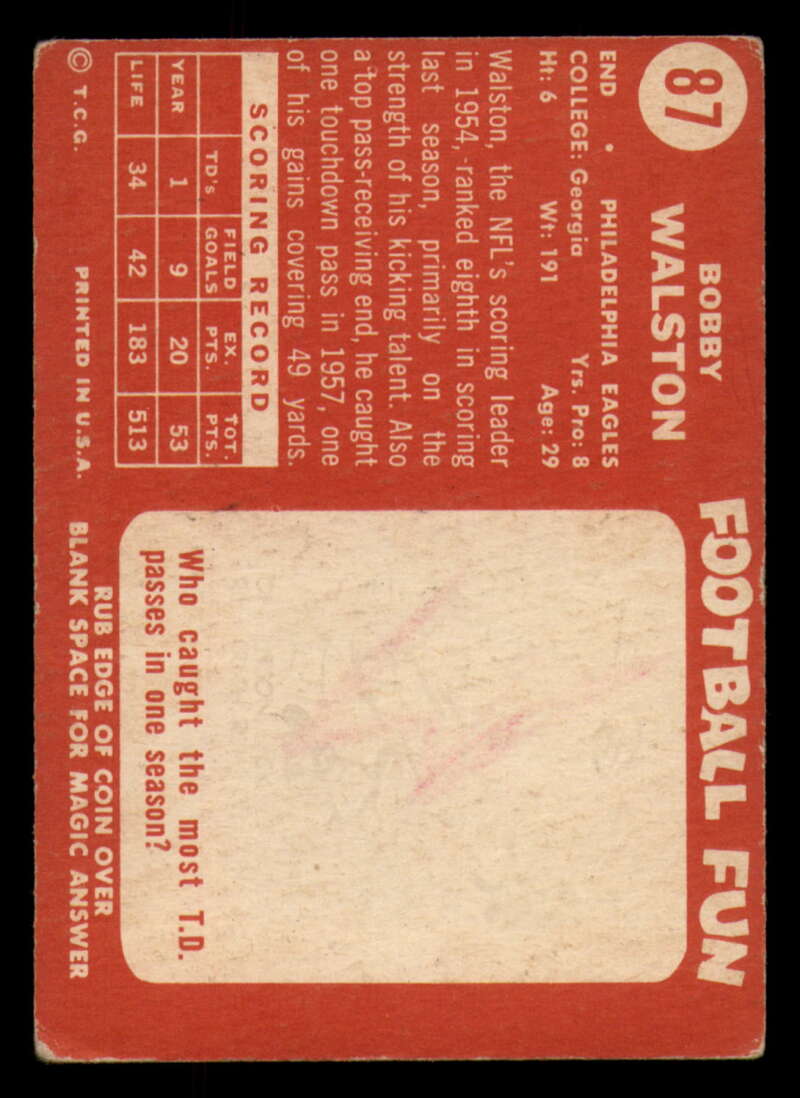 87
BOBBY
WALSTON
END • PHILADELPHIA EAGLES
COLLEGE: Georgia Yrs. Pro: 8
Ht: 6 Wt: 191 Age: 29
Walston, the NFL's scoring leader
in 1954, ranked eighth in scoring
last season, primarily on the
strength of his kicking talent. Also
a top pass-receiving end, he caught
one touchdown pass in 1957, one
of his gains covering 49 yards.
SCORING RECORD
TD's FIELD GOALS EX. PTS. TOT. PTS.
YEAR 1 9 20 53
LIFE 34 42 183 513
© T.C.G. PRINTED IN U.S.A.
FOOTBALL FUN
Who caught the most T.D.
passes in one season?
RUB EDGE OF COIN OVER
BLANK SPACE FOR MAGIC ANSWER